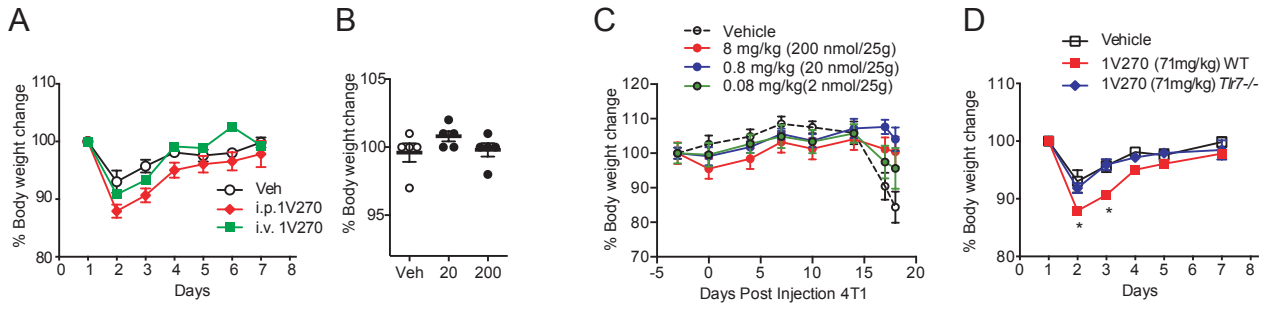 A
% Body weight change
110
100
90
80
0 1 2 3 4 5 6 7 8
Days
Veh
i.p.1V270
i.v. 1V270
B
% Body weight change
105
100
95
Veh 20 200
C
Vehicle
8 mg/kg (200 nmol/25g)
0.8 mg/kg (20 nmol/25g)
0.08 mg/kg(2 nmol/25g)
% Body weight change
120
110
100
90
80
70
-5 0 5 10 15 20
Days Post Injection 4T1
D
Vehicle
1V270 (71mg/kg) WT
1V270 (71mg/kg) Tlr7-/-
% Body weight change
110
100
90
80
* *
0 1 2 3 4 5 6 7 8
Days